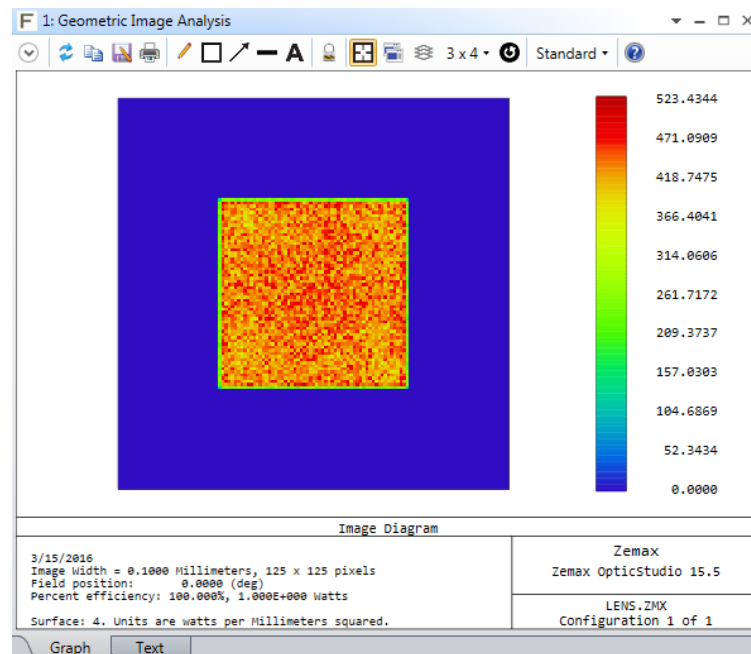 F 1: Geometric Image Analysis
A 3 x 4 Standard
523.4344
471.0909
418.7475
366.4041
314.0606
261.7172
209.3737
157.0303
104.6869
52.3434
0.0000
Image Diagram
3/15/2016
Image Width = 0.1000 Millimeters, 125 x 125 pixels
Field position: 0.0000 (deg)
Percent efficiency: 100.000%, 1.000E+000 Watts
Surface: 4. Units are watts per Millimeters squared.
Zemax
Zemax OpticStudio 15.5
LENS.ZMX
Configuration 1 of 1
Graph Text